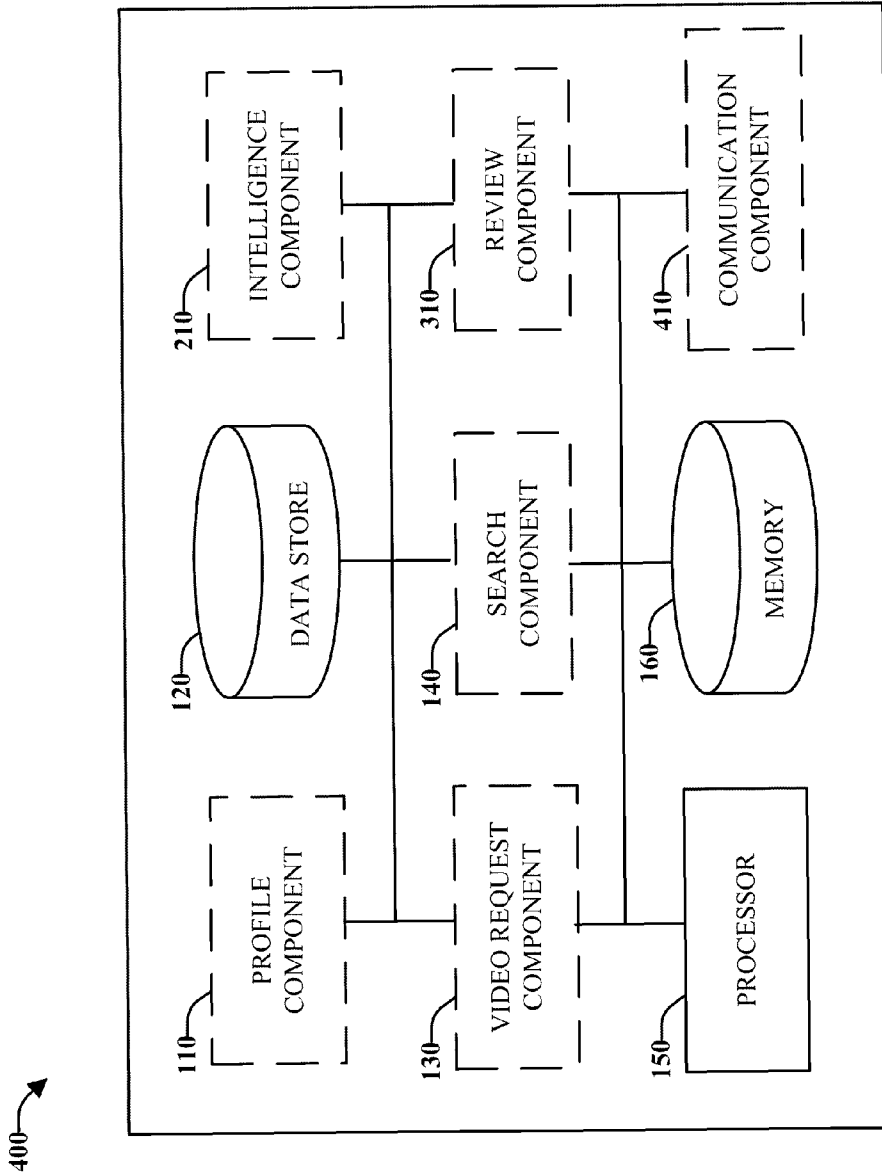 400
110
PROFILE
COMPONENT
120
DATA STORE
210
INTELLIGENCE
COMPONENT
130
VIDEO REQUEST
COMPONENT
140
SEARCH
COMPONENT
310
REVIEW
COMPONENT
150
PROCESSOR
160
MEMORY
410
COMMUNICATION
COMPONENT